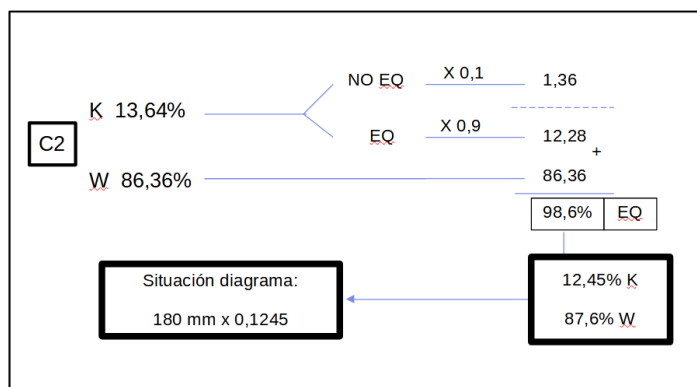 NO EQ X 0,1 1,36
K 13,64%
EQ X 0,9 12,28
+
C2
W 86,36% 86,36
98,6% EQ
Situación diagrama:
180 mm x 0,1245
12,45% K
87,6% W